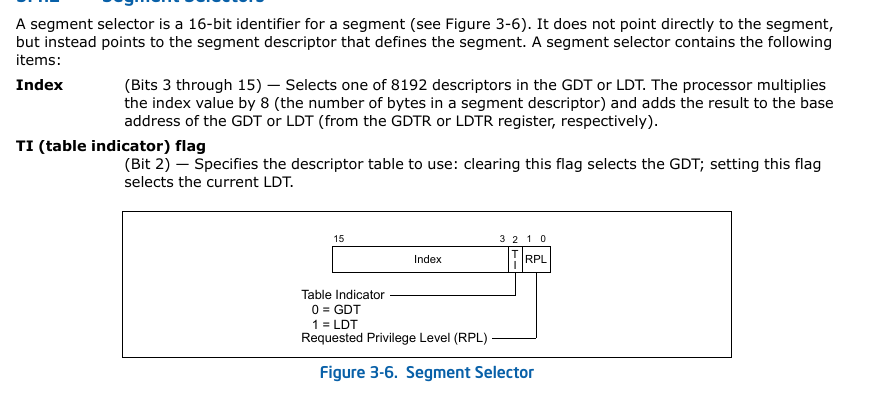 Segment Selectors
A segment selector is a 16-bit identifier for a segment (see Figure 3-6). It does not point directly to the segment,
but instead points to the segment descriptor that defines the segment. A segment selector contains the following
items:
Index (Bits 3 through 15) — Selects one of 8192 descriptors in the GDT or LDT. The processor multiplies
the index value by 8 (the number of bytes in a segment descriptor) and adds the result to the base
address of the GDT or LDT (from the GDTR or LDTR register, respectively).
TI (table indicator) flag
(Bit 2) — Specifies the descriptor table to use: clearing this flag selects the GDT; setting this flag
selects the current LDT.
15 3 2 1 0
Index TI RPL
Table Indicator
0 = GDT
1 = LDT
Requested Privilege Level (RPL)
Figure 3-6. Segment Selector